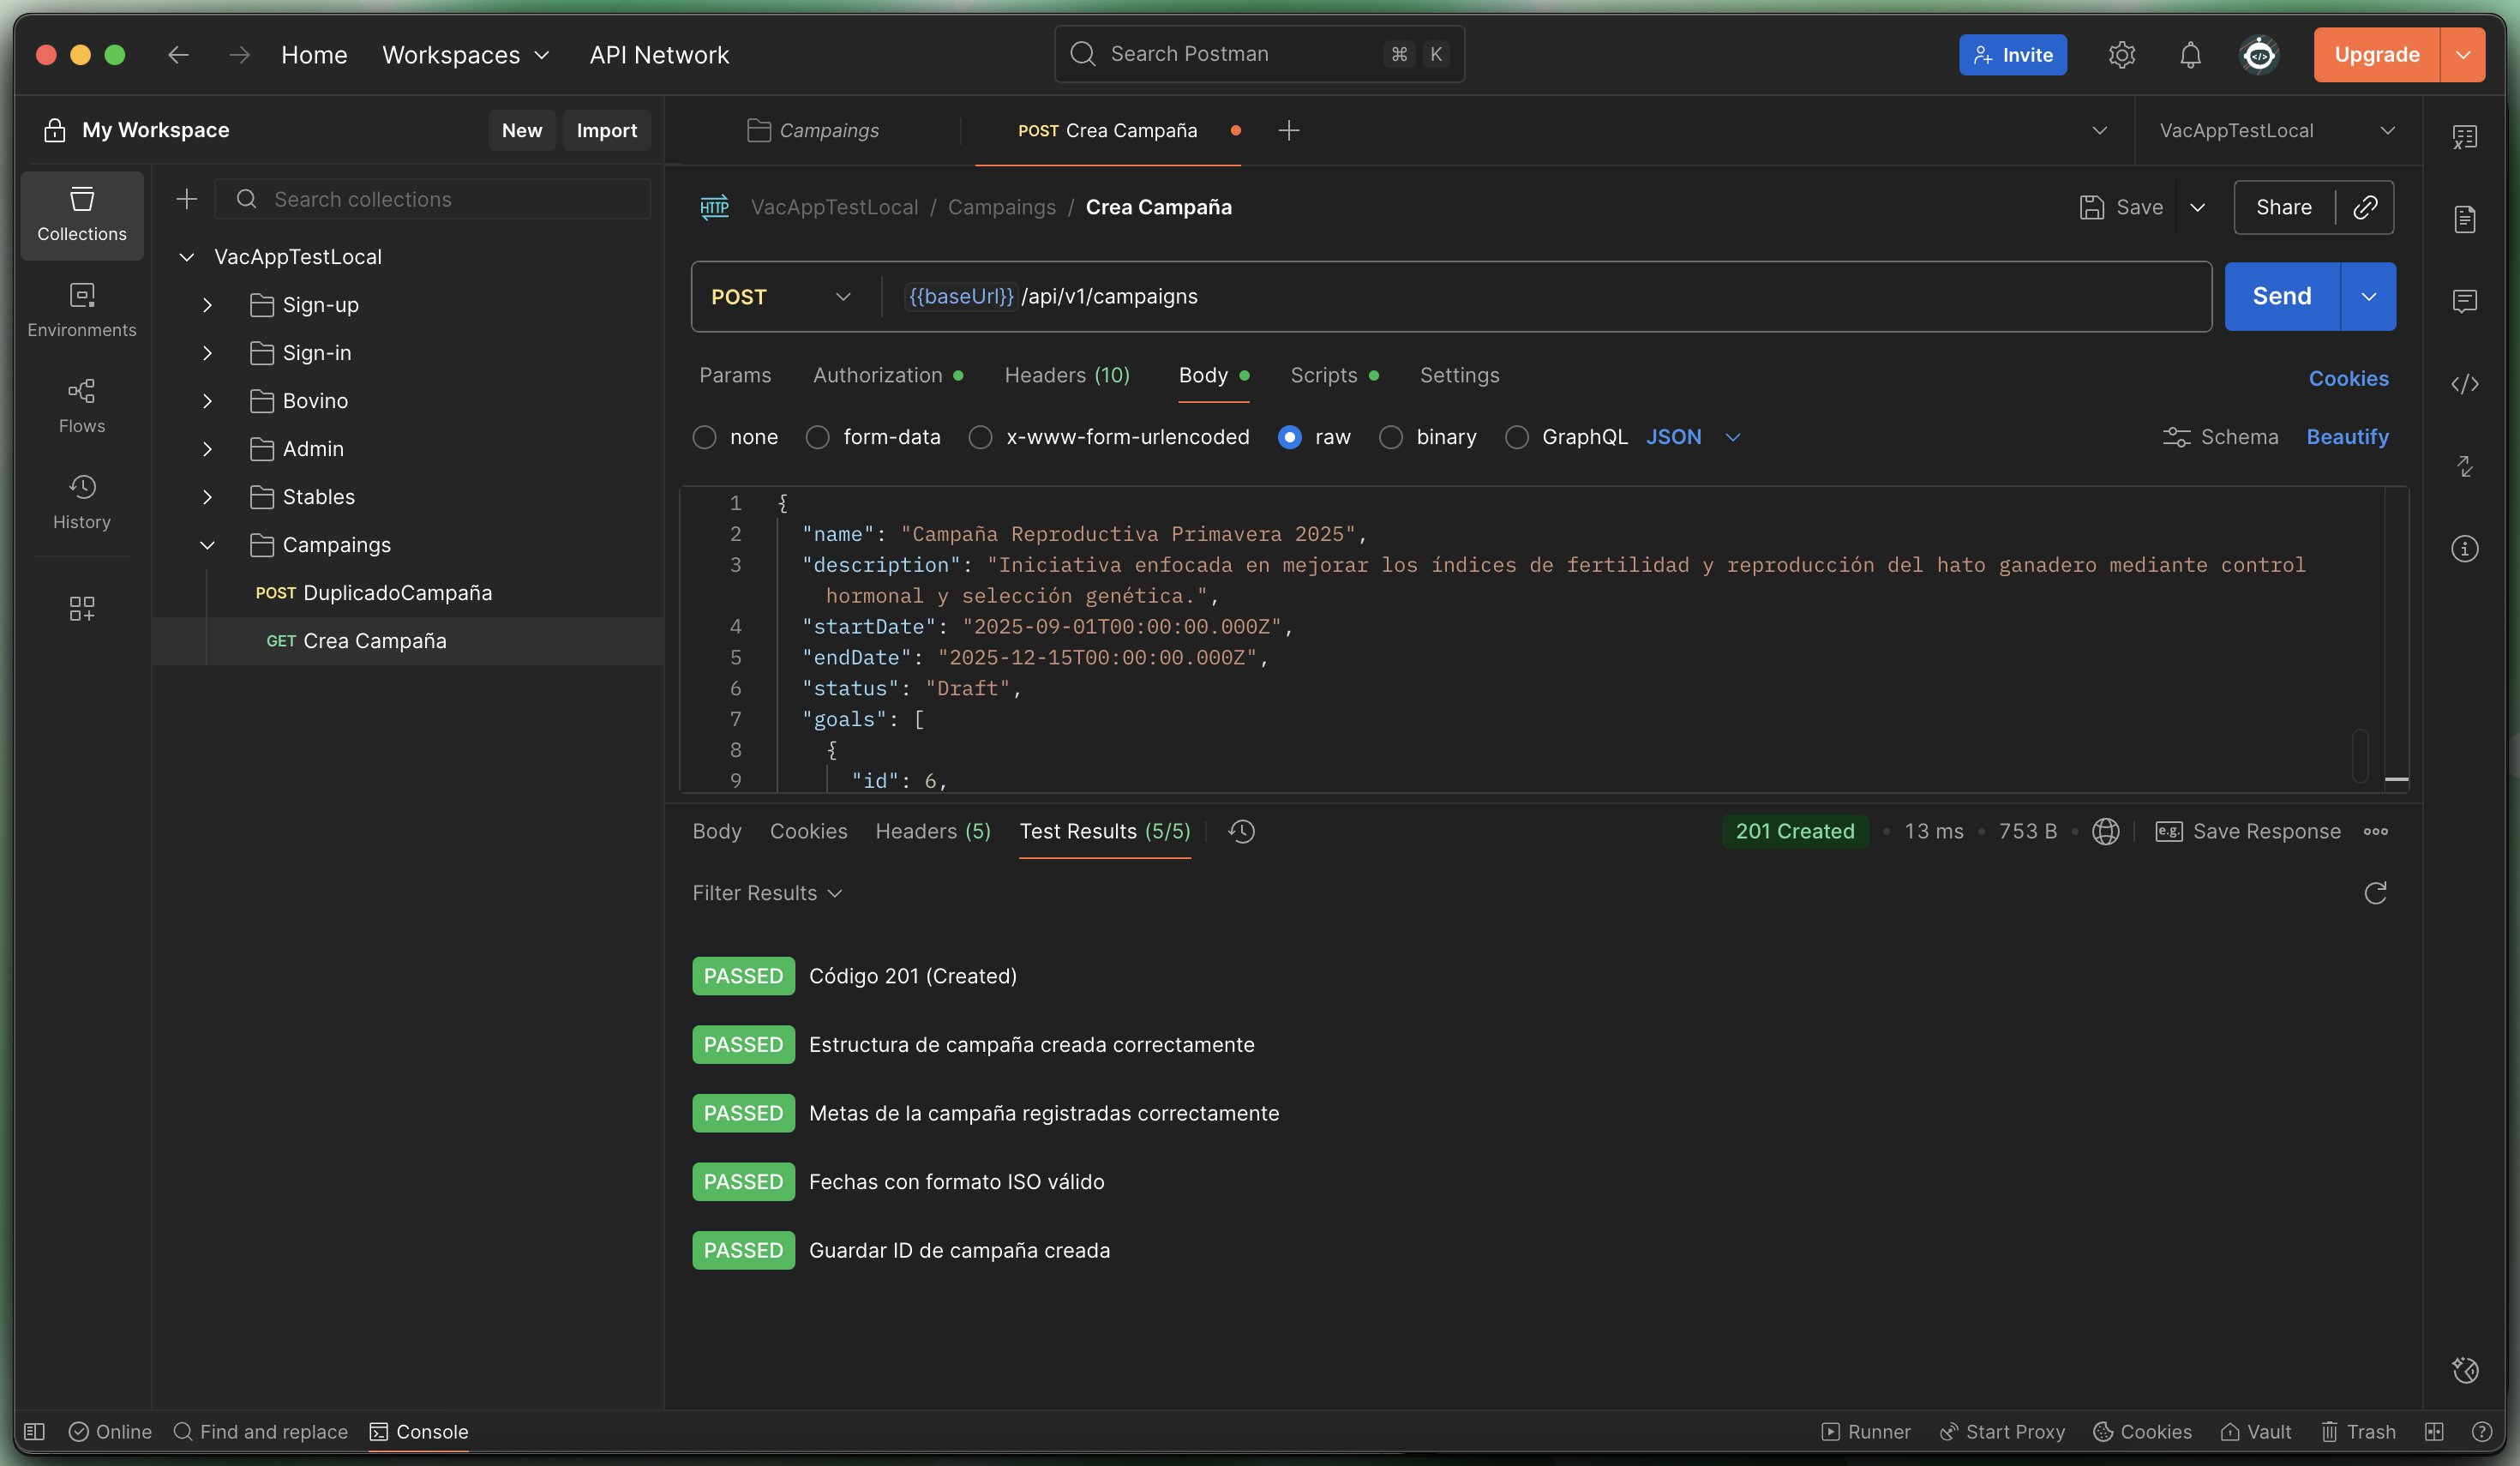 Home
Workspaces
API Network
Search Postman
⌘ K
Invite
Upgrade
My Workspace
New
Import
Campaings
POST Crea Campaña
VacAppTestLocal
Collections
Environments
Flows
History
Search collections
VacAppTestLocal
Sign-up
Sign-in
Bovino
Admin
Stables
Campaings
POST DuplicadoCampaña
GET Crea Campaña
HTTP
VacAppTestLocal / Campaings / Crea Campaña
Save
Share
POST
{{baseUrl}} /api/v1/campaigns
Send
Params
Authorization
Headers (10)
Body
Scripts
Settings
Cookies
none
form-data
x-www-form-urlencoded
raw
binary
GraphQL
JSON
Schema
Beautify
1 {
2 "name": "Campaña Reproductiva Primavera 2025",
3 "description": "Iniciativa enfocada en mejorar los índices de fertilidad y reproducción del hato ganadero mediante control
hormonal y selección genética.",
4 "startDate": "2025-09-01T00:00:00.000Z",
5 "endDate": "2025-12-15T00:00:00.000Z",
6 "status": "Draft",
7 "goals": [
8 {
9 "id": 6,
Body
Cookies
Headers (5)
Test Results (5/5)
201 Created
13 ms
753 B
e.g.
Save Response
Filter Results
PASSED Código 201 (Created)
PASSED Estructura de campaña creada correctamente
PASSED Metas de la campaña registradas correctamente
PASSED Fechas con formato ISO válido
PASSED Guardar ID de campaña creada
Online
Find and replace
Console
Runner
Start Proxy
Cookies
Vault
Trash